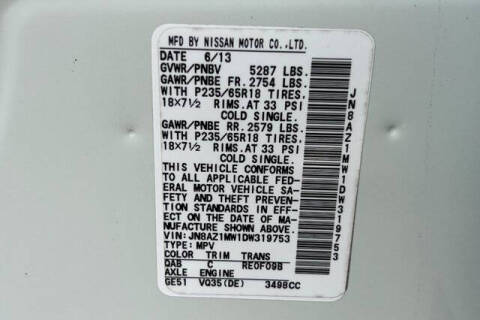 MFD BY NISSAN MOTOR CO.,LTD.
DATE 6/13
GVWR/PNBV 5287 LBS.
GAWR/PNBE FR. 2754 LBS.
WITH P235/65R18 TIRES.
18X7½ RIMS.AT 33 PSI
COLD SINGLE.
GAWR/PNBE RR. 2579 LBS.
WITH P235/65R18 TIRES.
18X7½ RIMS.AT 33 PSI
COLD SINGLE.
THIS VEHICLE CONFORMS
TO ALL APPLICABLE FED-
ERAL MOTOR VEHICLE SA-
FETY AND THEFT PREVEN-
TION STANDARDS IN EFF-
ECT ON THE DATE OF MA-
NUFACTURE SHOWN ABOVE.
VIN: JN8AZ1MW1DW319753
TYPE: MPV
COLOR TRIM TRANS
QAB C RE0F09B
AXLE ENGINE
GE51 VQ35(DE) 3498CC
JN8AZ1MW1DW319753